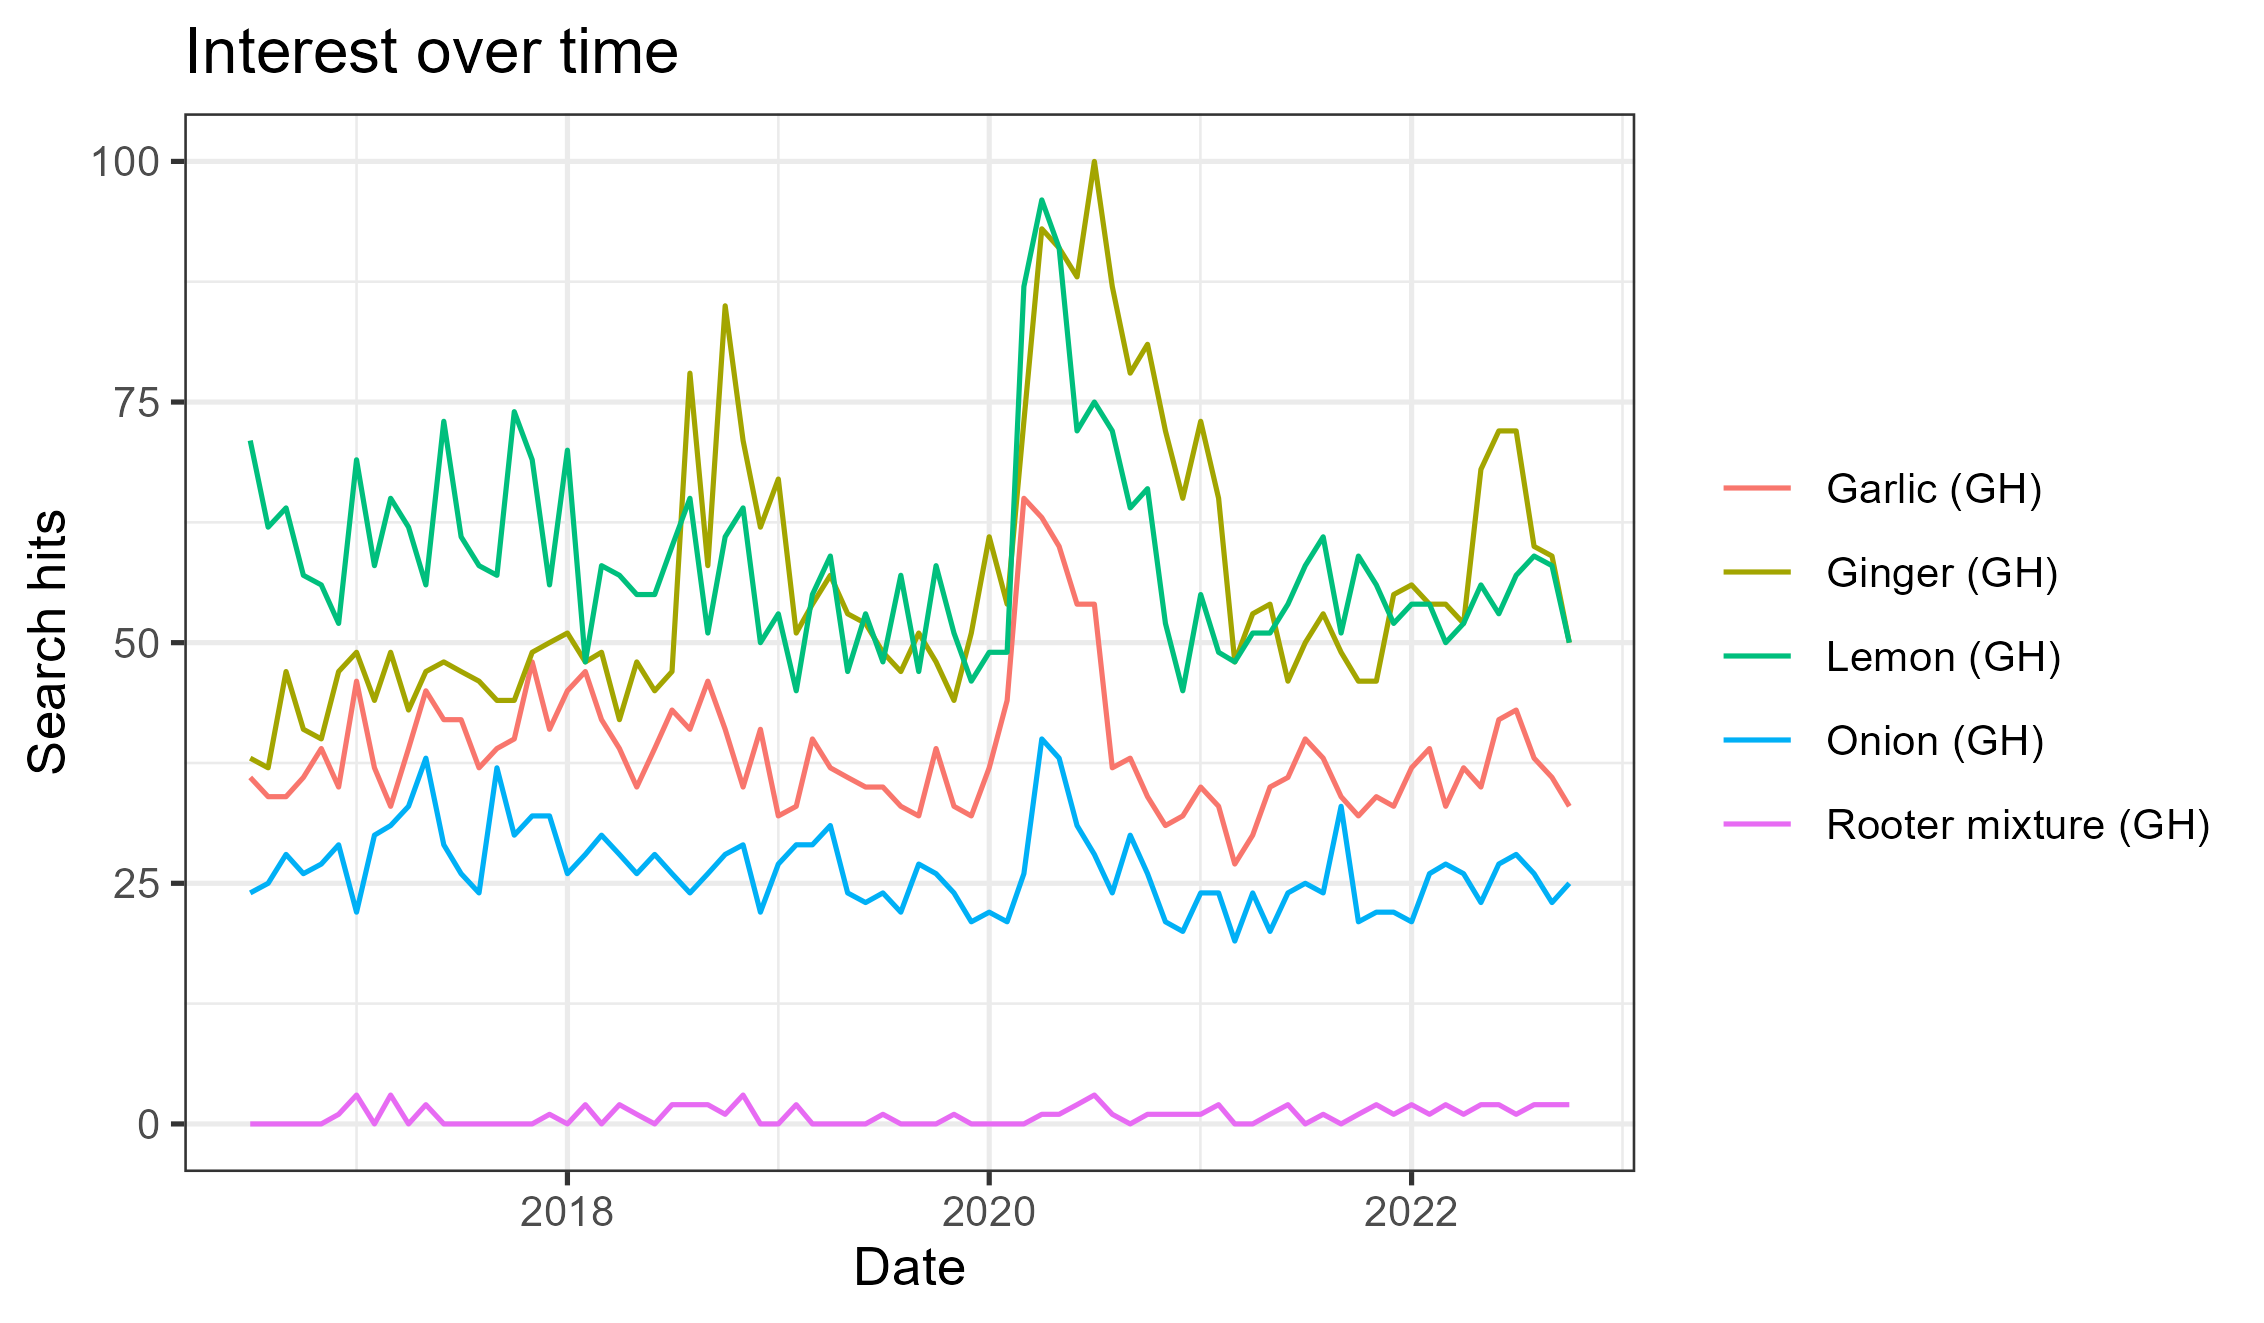 Interest over time
Search hits
100
75
50
25
0
2018
2020
2022
Date
Garlic (GH)
Ginger (GH)
Lemon (GH)
Onion (GH)
Rooter mixture (GH)